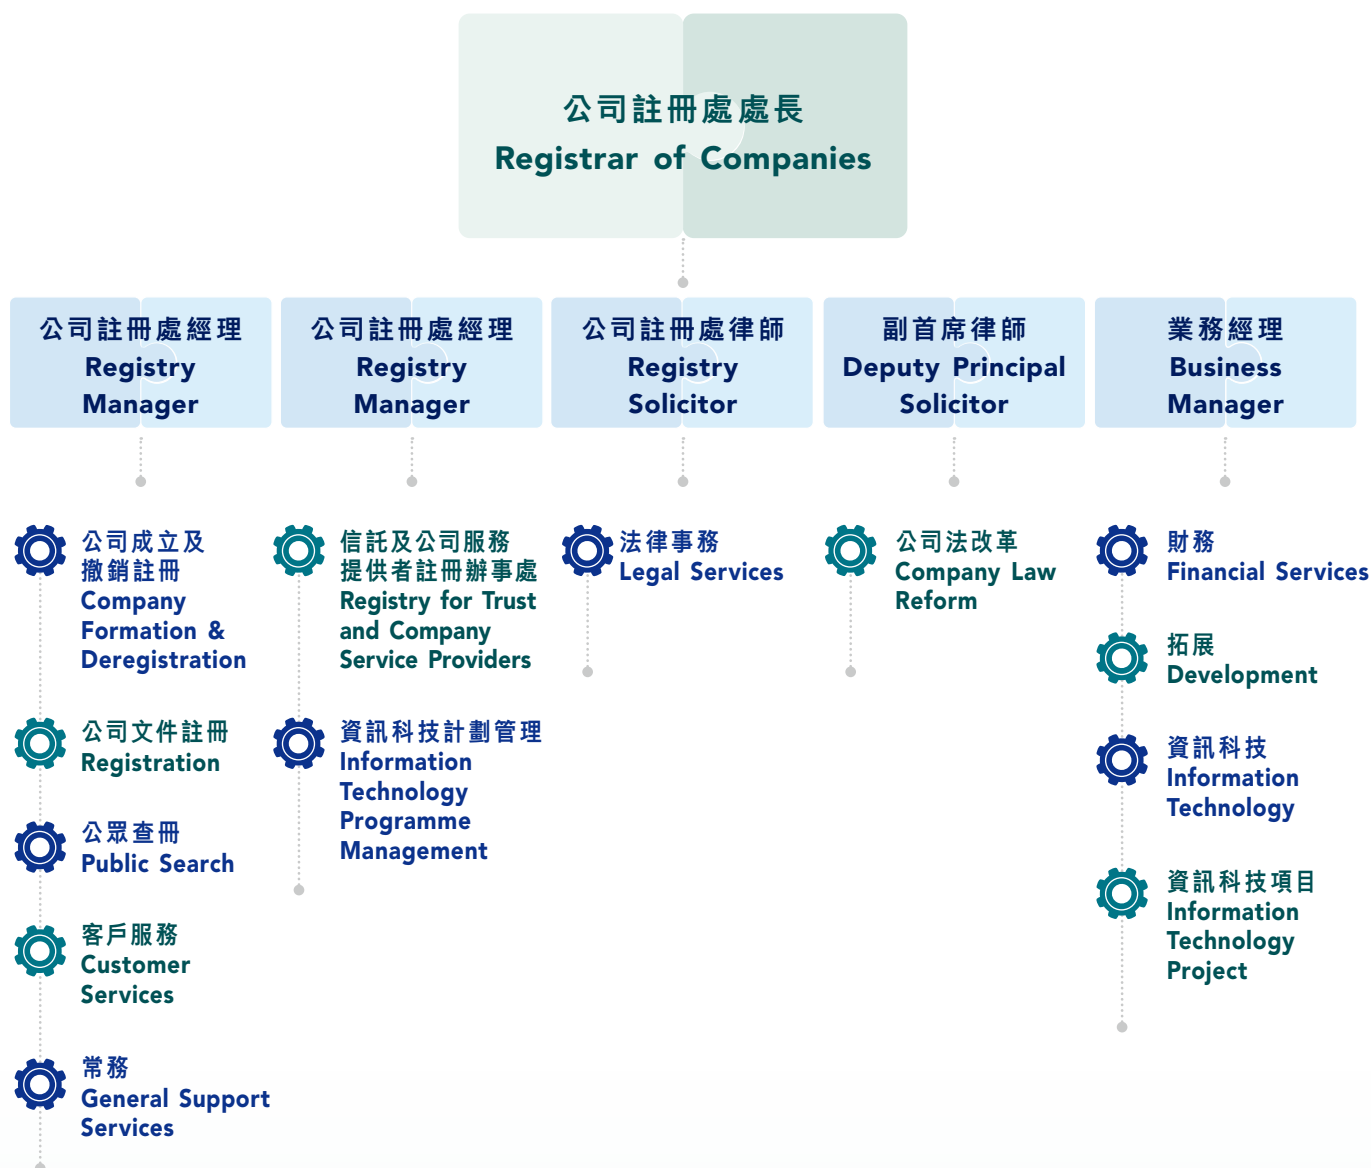 公司註冊處處長
Registrar of Companies
公司註冊處經理
Registry
Manager
公司成立及
撤銷註冊
Company
Formation &
Deregistration
公司文件註冊
Registration
公眾查冊
Public Search
客戶服務
Customer
Services
常務
General Support
Services
公司註冊處經理
Registry
Manager
信託及公司服務
提供者註冊辦事處
Registry for Trust
and Company
Service Providers
資訊科技計劃管理
Information
Technology
Programme
Management
公司註冊處律師
Registry
Solicitor
法律事務
Legal Services
副首席律師
Deputy Principal
Solicitor
公司法改革
Company Law
Reform
業務經理
Business
Manager
財務
Financial Services
拓展
Development
資訊科技
Information
Technology
資訊科技項目
Information
Technology
Project